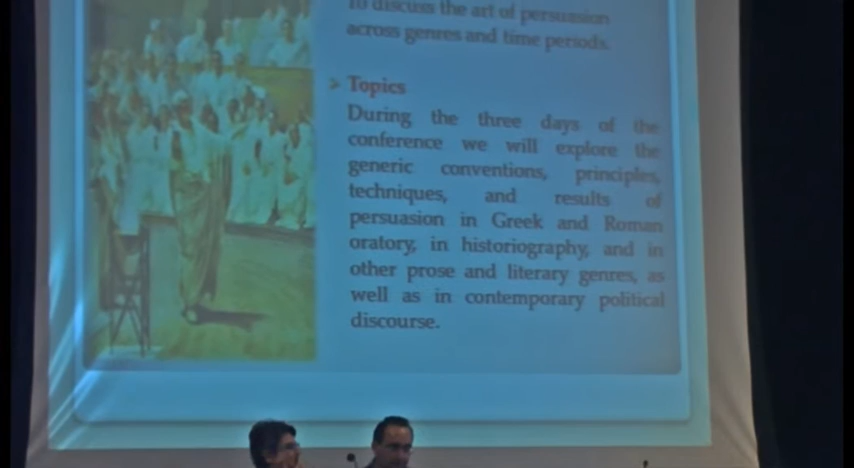 To discuss the art of persuasion
across genres and time periods.
➤ Topics
During the three days of the
conference we will explore the
generic conventions, principles,
techniques, and results of
persuasion in Greek and Roman
oratory, in historiography, and in
other prose and literary genres, as
well as in contemporary political
discourse.